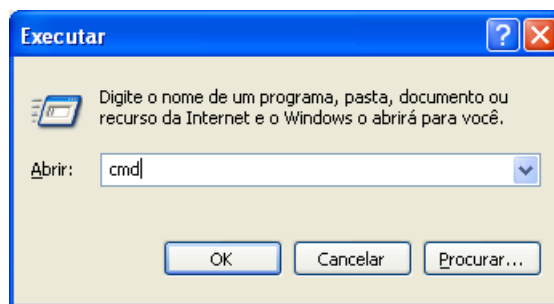 Executar
Digite o nome de um programa, pasta, documento ou
recurso da Internet e o Windows o abrirá para você.
Abrir: cmd
OK Cancelar Procurar...